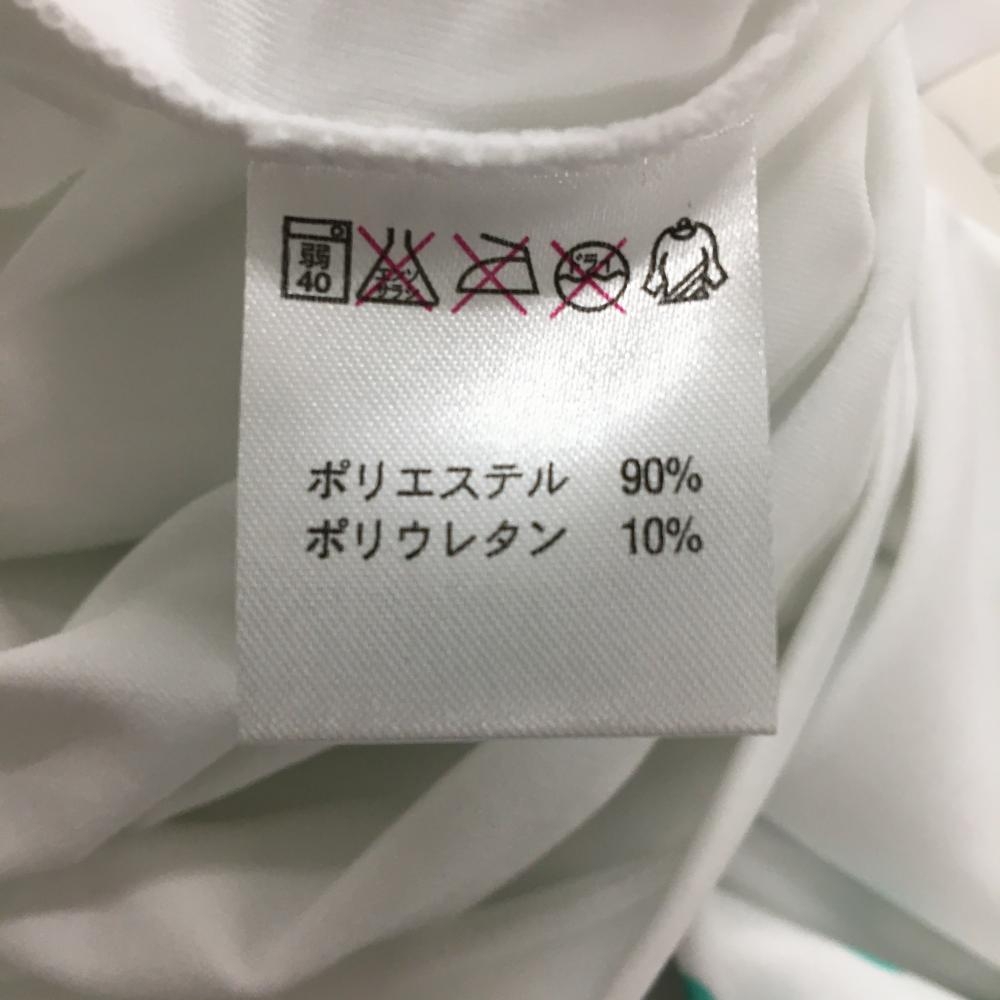 弱
40
エンソ
サラシ
ドライ
ポリエステル 90%
ポリウレタン 10%